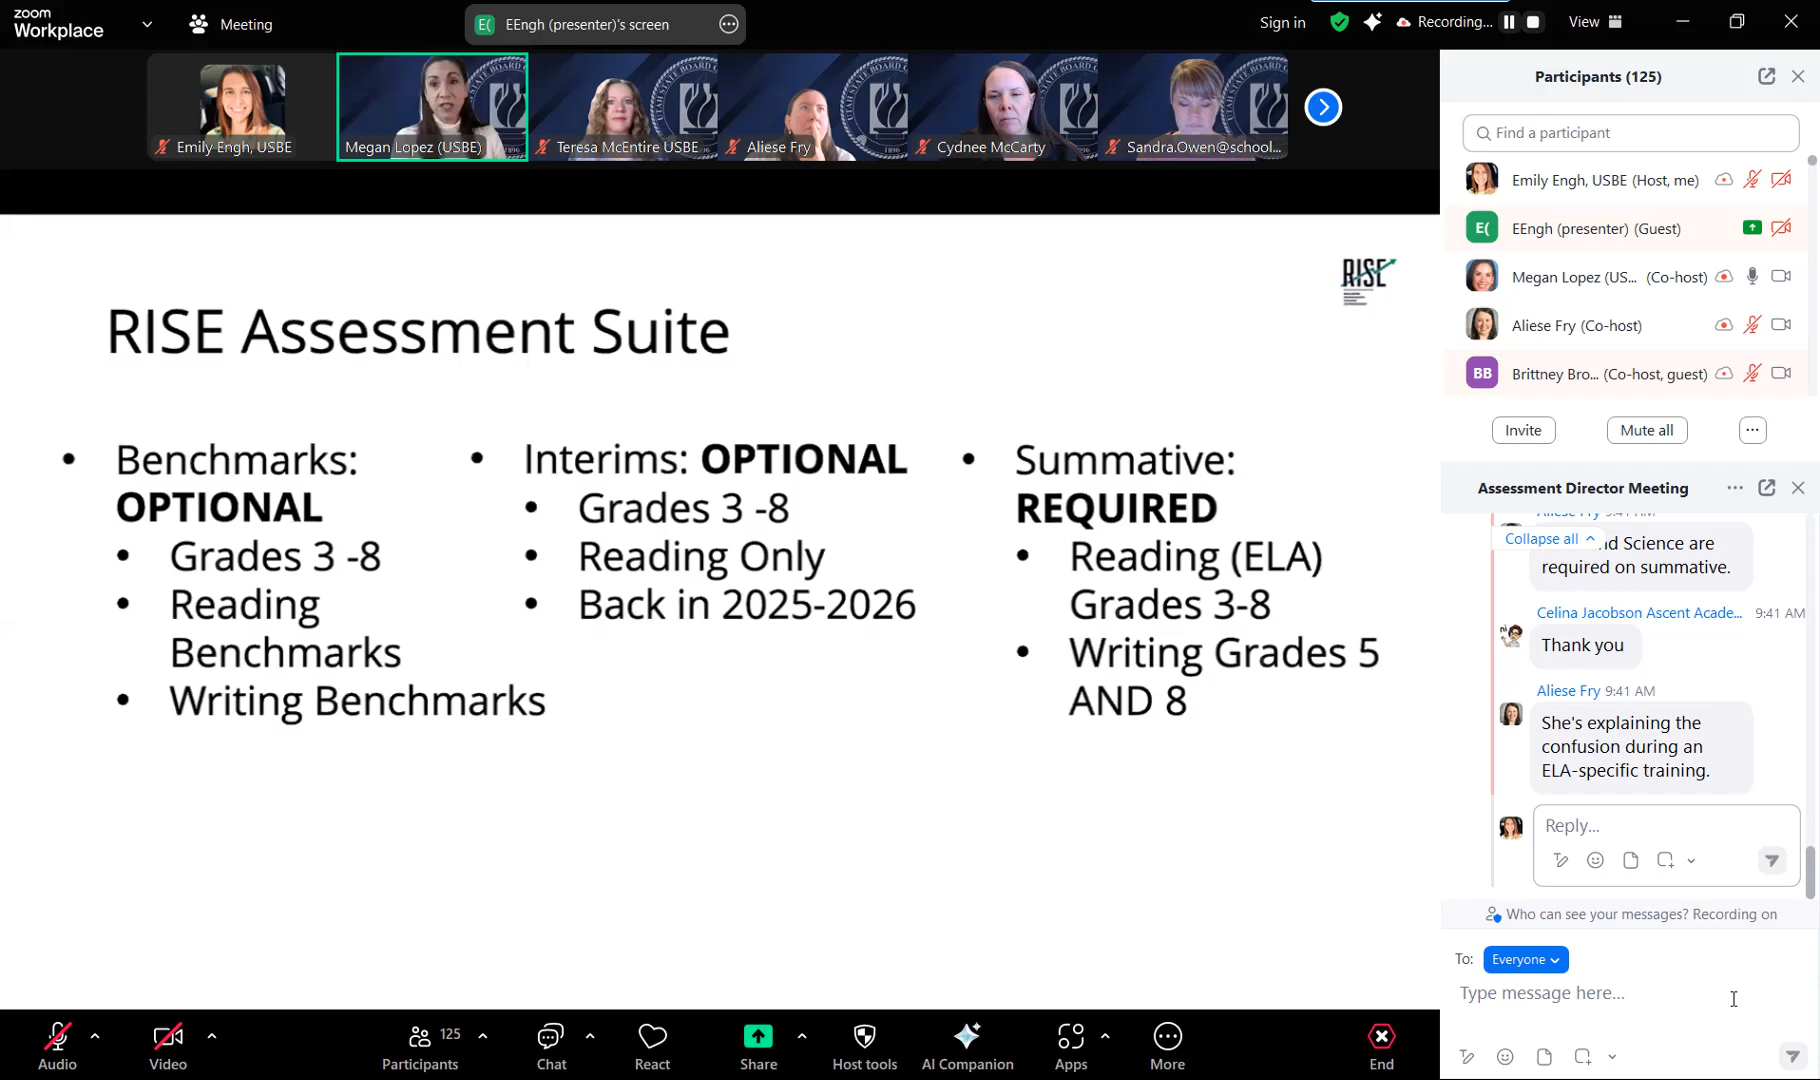 zoom
Workplace
Meeting
E( EEngh (presenter)'s screen
Sign in
Recording...
View
Emily Engh, USBE
Megan Lopez (USBE)
Teresa McEntire USBE
Aliese Fry
Cydnee McCarty
Sandra.Owen@school...
RISE
RISE Assessment Suite
• Benchmarks:
OPTIONAL
• Grades 3 -8
• Reading
Benchmarks
• Writing Benchmarks
• Interims: OPTIONAL
• Grades 3 -8
• Reading Only
• Back in 2025-2026
• Summative:
REQUIRED
• Reading (ELA)
Grades 3-8
• Writing Grades 5
AND 8
Participants (125)
Find a participant
Emily Engh, USBE (Host, me)
E( EEngh (presenter) (Guest)
Megan Lopez (US... (Co-host)
Aliese Fry (Co-host)
BB Brittney Bro... (Co-host, guest)
Invite
Mute all
Assessment Director Meeting
Aliese Fry 9:41 AM
Collapse all
nd Science are
required on summative.
Celina Jacobson Ascent Acade... 9:41 AM
Thank you
Aliese Fry 9:41 AM
She's explaining the
confusion during an
ELA-specific training.
Reply...
Who can see your messages? Recording on
To: Everyone
Type message here...
Audio
Video
125
Participants
Chat
React
Share
Host tools
AI Companion
Apps
More
End